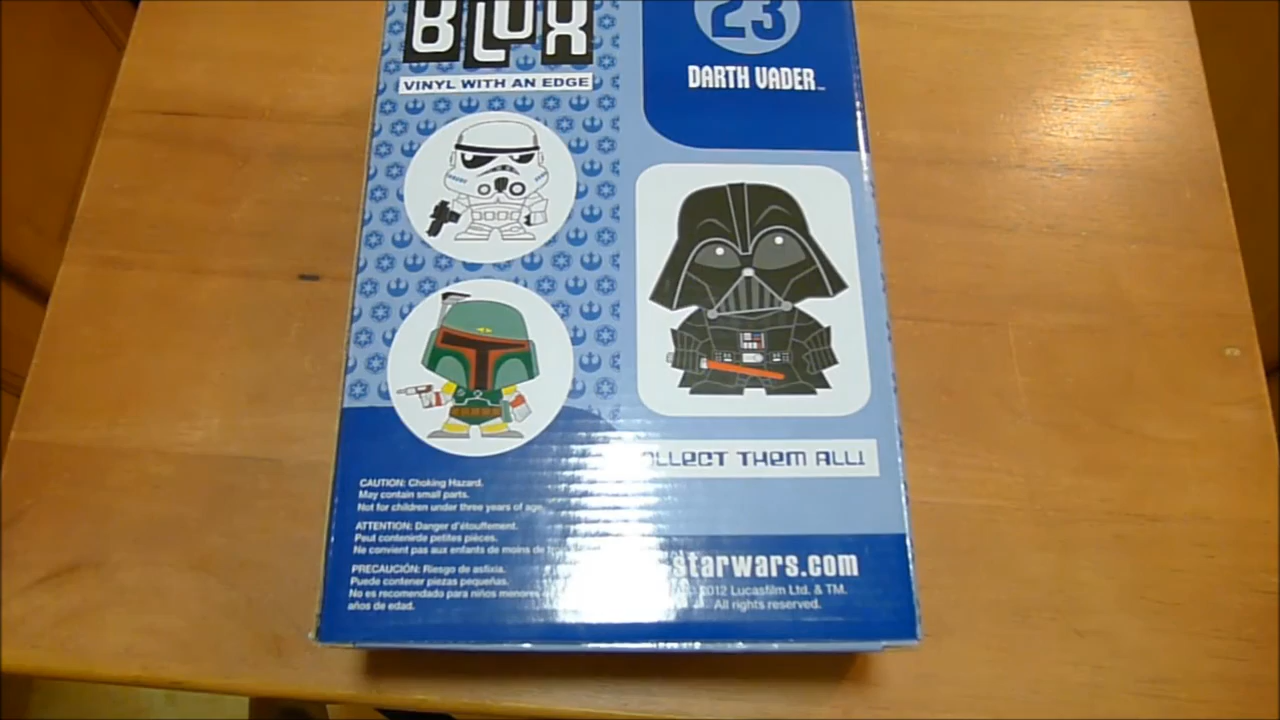 BLOX
VINYL WITH AN EDGE
23
DARTH VADER
COLLECT THEM ALL!
CAUTION: Choking Hazard.
May contain small parts.
Not for children under three years of age.
ATTENTION: Danger d'étouffement.
Peut contenirde petites pièces.
Ne convient pas aux enfants de moins de
PRECAUCIÓN: Riesgo de asfixia.
Puede contener piezas pequeñas.
No es recomendado para niños menores
años de edad.
starwars.com
2012 Lucasfilm Ltd. & TM.
All rights reserved.